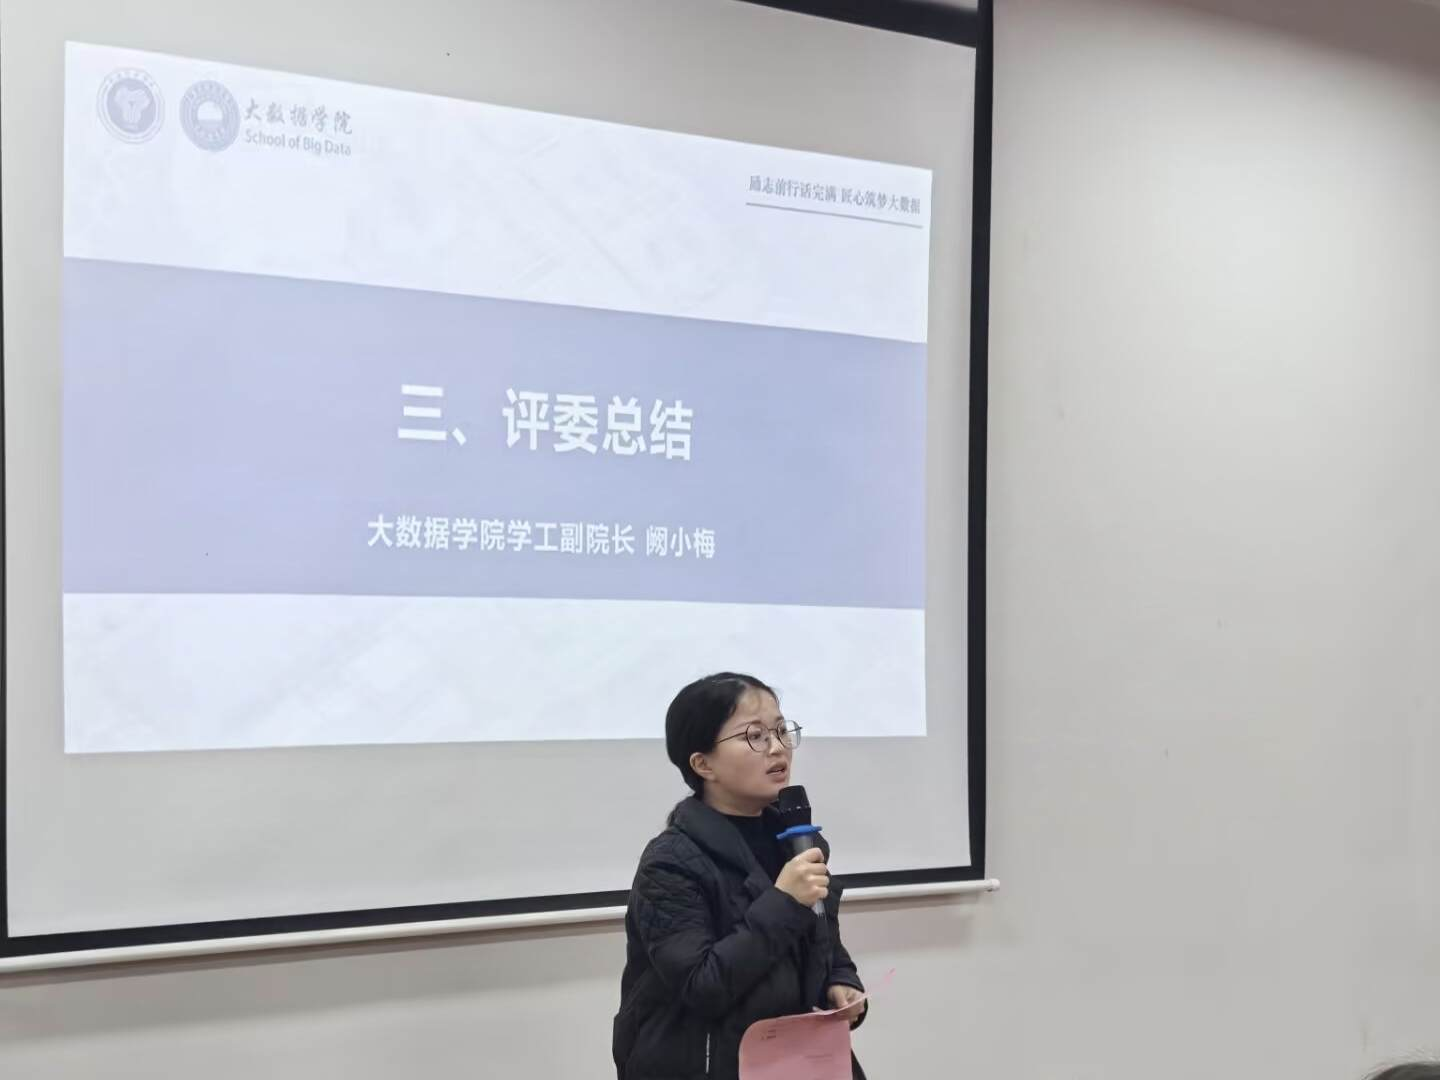 大数据学院
School of Big Data
励志前行话完满 匠心筑梦大数据
三、评委总结
大数据学院学工副院长 阙小梅